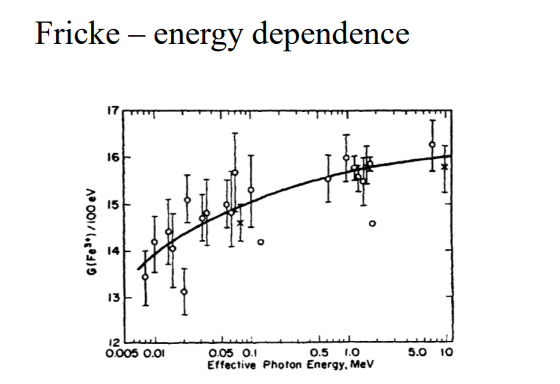 Fricke – energy dependence
17
16
15
14
13
12
G(Fe³⁺)/100 eV
0.005 0.01 0.05 0.1 0.5 1.0 5.0 10
Effective Photon Energy, MeV